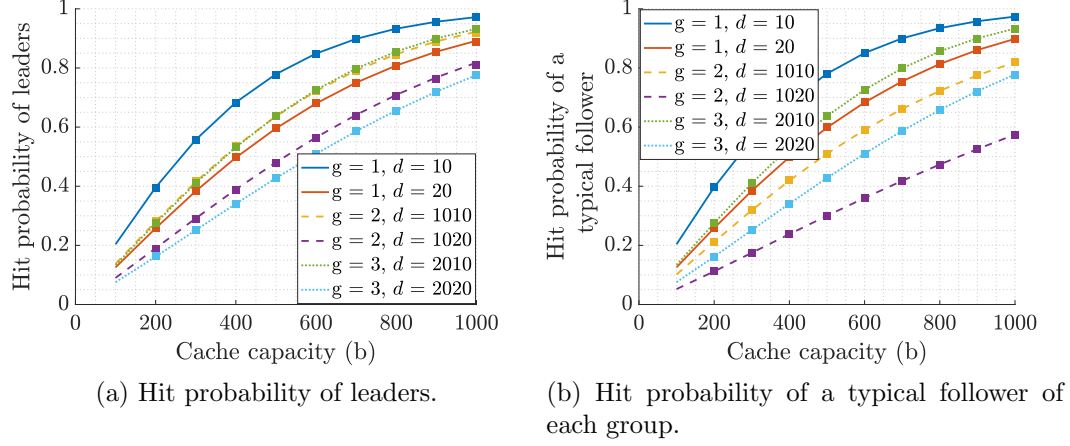 1
0.8
0.6
0.4
0.2
0
Hit probability of leaders
g = 1, d = 10
g = 1, d = 20
g = 2, d = 1010
g = 2, d = 1020
g = 3, d = 2010
g = 3, d = 2020
0 200 400 600 800 1000
Cache capacity (b)
(a) Hit probability of leaders.
1
0.8
0.6
0.4
0.2
0
Hit probability of a
typical follower
g = 1, d = 10
g = 1, d = 20
g = 2, d = 1010
g = 2, d = 1020
g = 3, d = 2010
g = 3, d = 2020
0 200 400 600 800 1000
Cache capacity (b)
(b) Hit probability of a typical follower of
each group.